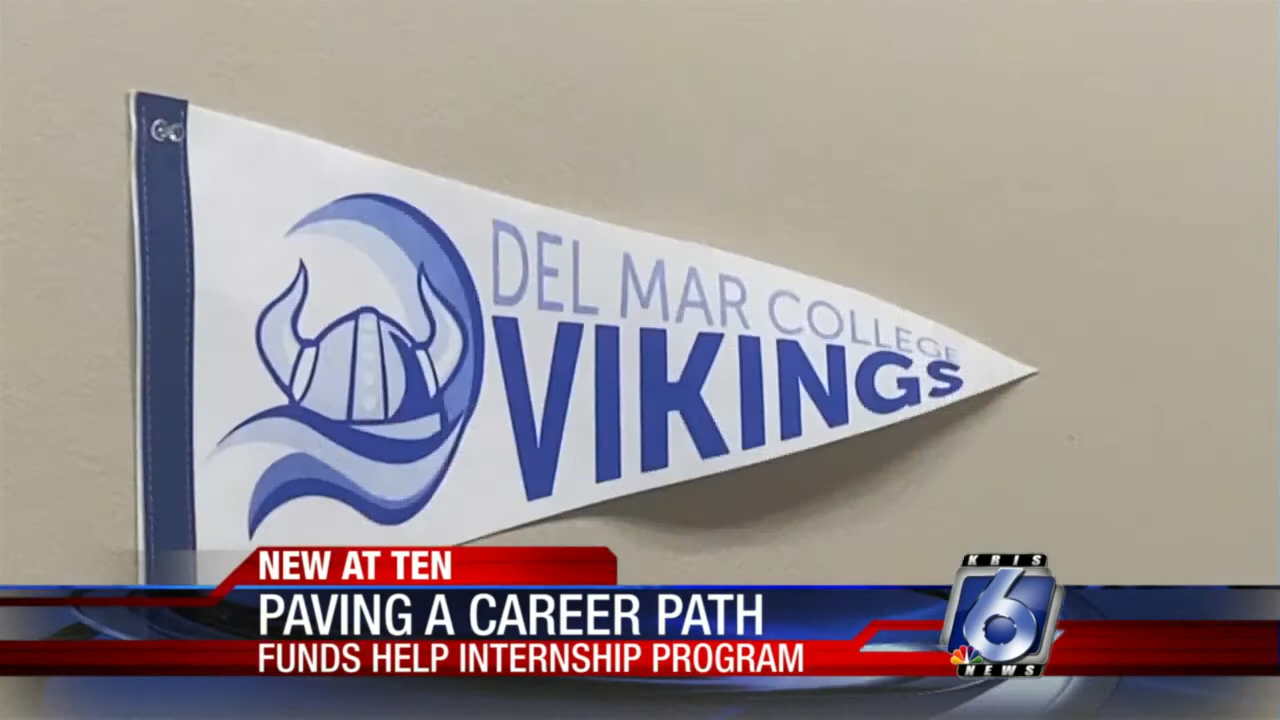 DEL MAR COLLEGE
VIKINGS
NEW AT TEN
PAVING A CAREER PATH
FUNDS HELP INTERNSHIP PROGRAM
KRIS
6
NEWS